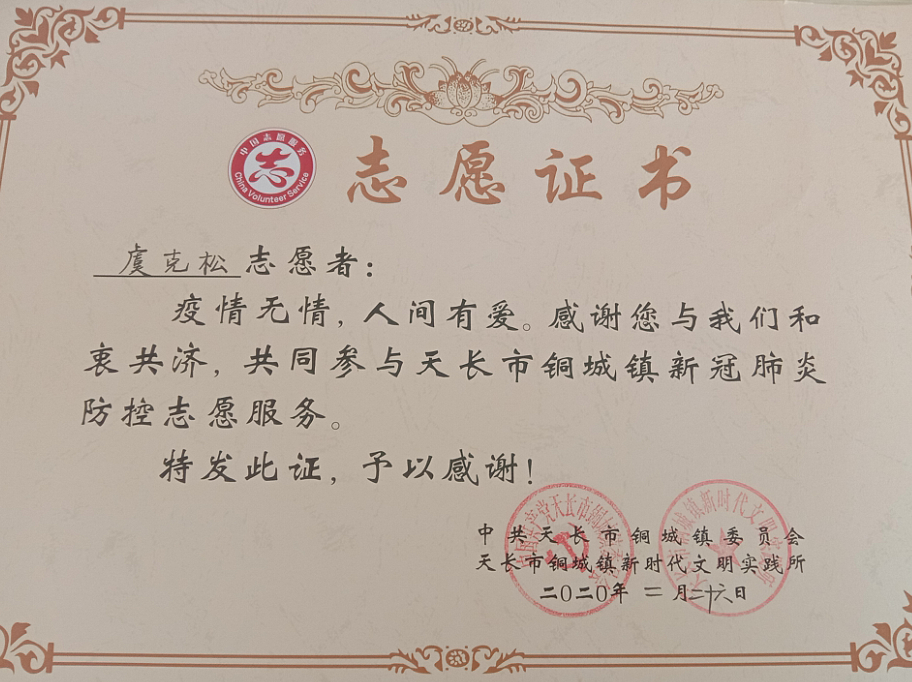 中国志愿服务
China Volunteer Service
志愿证书
虞克松志愿者：
疫情无情，人间有爱。感谢您与我们和
衷共济，共同参与天长市铜城镇新冠肺炎
防控志愿服务。
特发此证，予以感谢！
中共天长市铜城镇委员会
天长市铜城镇新时代文明实践所
二〇二〇年二月二十六日